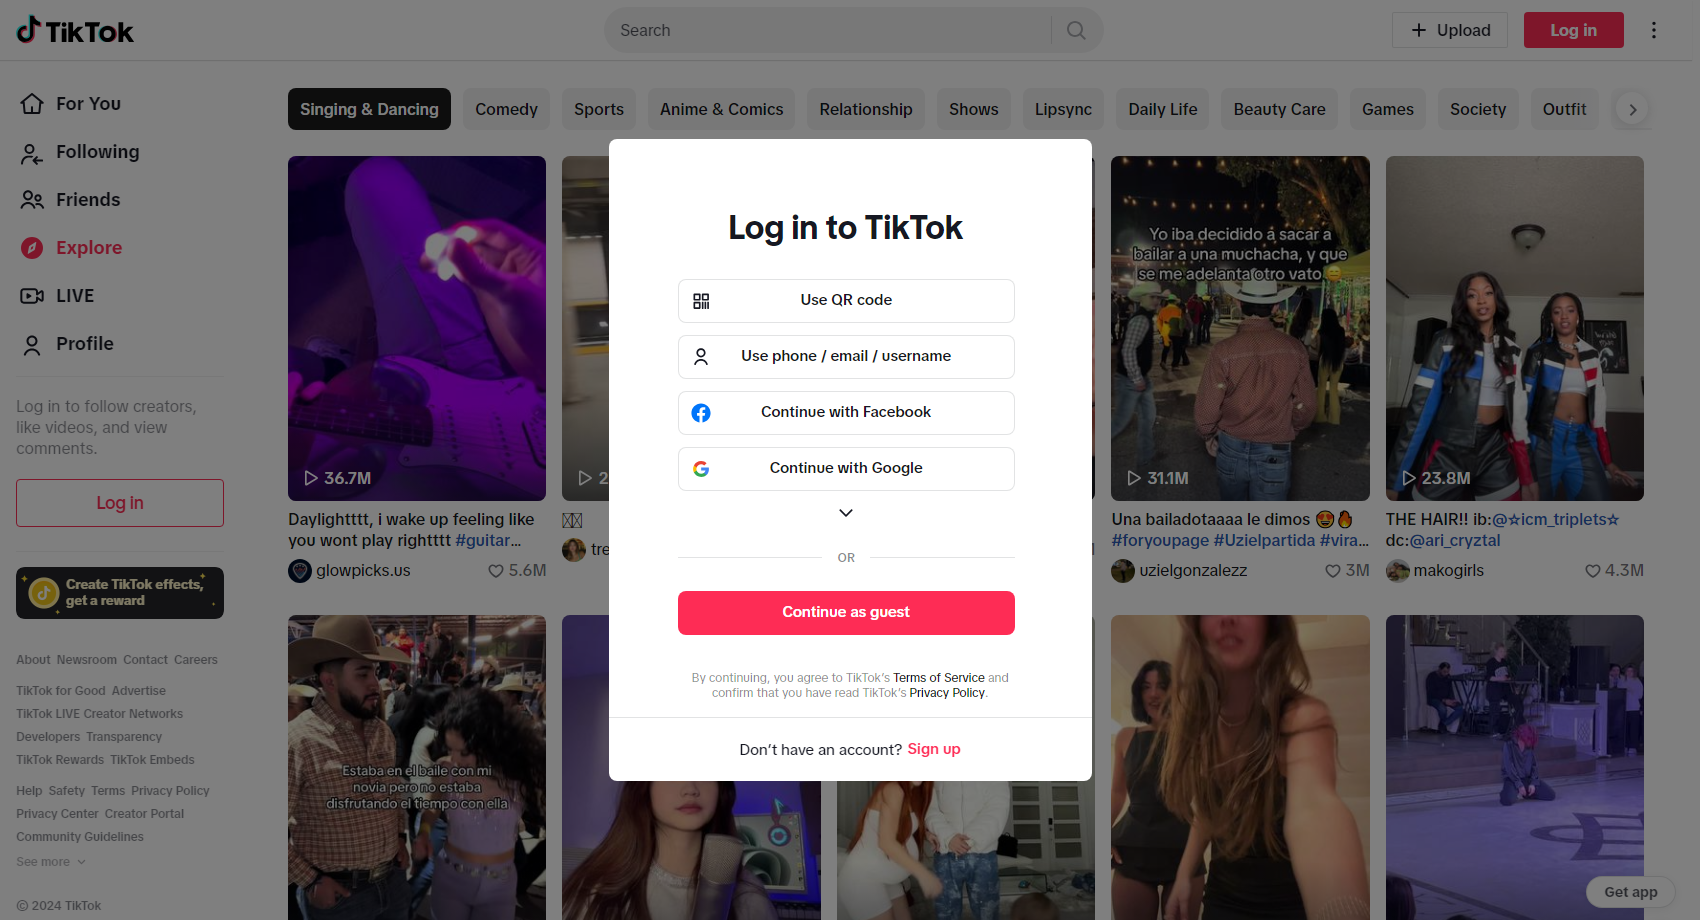 TikTok
Search
Upload
Log in
For You
Following
Friends
Explore
LIVE
Profile
Log in to follow creators,
like videos, and view
comments.
Log in
Create TikTok effects,
get a reward
About Newsroom Contact Careers
TikTok for Good Advertise
TikTok LIVE Creator Networks
Developers Transparency
TikTok Rewards TikTok Embeds
Help Safety Terms Privacy Policy
Privacy Center Creator Portal
Community Guidelines
See more
© 2024 TikTok
Singing & Dancing
Comedy
Sports
Anime & Comics
Relationship
Shows
Lipsync
Daily Life
Beauty Care
Games
Society
Outfit
36.7M
Daylightttt, i wake up feeling like
you wont play rightttt #guitar...
glowpicks.us
5.6M
2
tre
Log in to TikTok
Use QR code
Use phone / email / username
Continue with Facebook
Continue with Google
OR
Continue as guest
By continuing, you agree to TikTok's Terms of Service and
confirm that you have read TikTok's Privacy Policy.
Don't have an account? Sign up
Yo iba decidido a sacar a
bailar a una muchacha, y que
se me adelanta otro vato.😑
31.1M
Una bailadotaaaa le dimos 😍🔥
#foryoupage #Uzielpartida #vira...
uzielgonzalezz
3M
23.8M
THE HAIR!! ib:@☆icm_triplets☆
dc:@ari_cryztal
makogirls
4.3M
Estaba en el baile con mi
novia pero no estaba
disfrutando el tiempo con ella
Get app